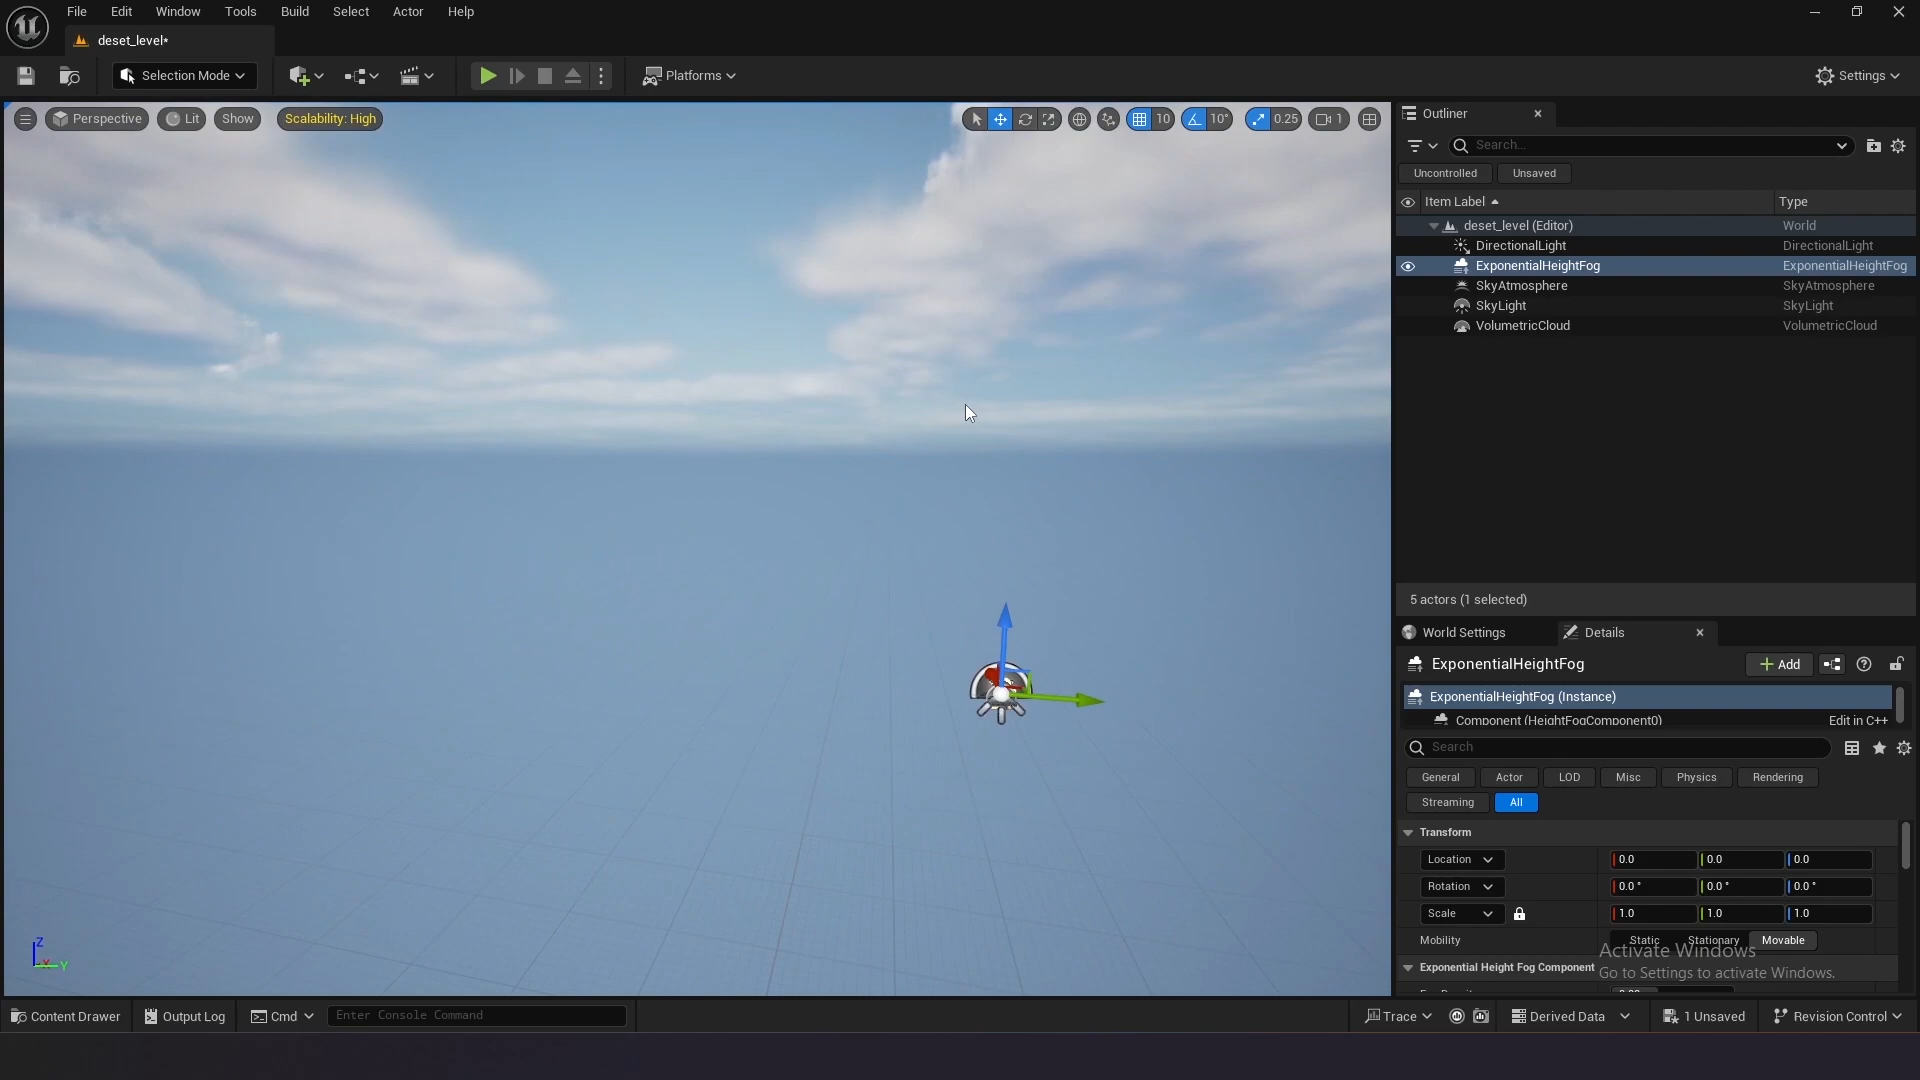 File Edit Window Tools Build Select Actor Help
deset_level*
Selection Mode Platforms Settings
Perspective Lit Show Scalability: High 10 10° 0.25 1
Outliner
Search...
Uncontrolled Unsaved
Item Label Type
deset_level (Editor) World
DirectionalLight DirectionalLight
ExponentialHeightFog ExponentialHeightFog
SkyAtmosphere SkyAtmosphere
SkyLight SkyLight
VolumetricCloud VolumetricCloud
5 actors (1 selected)
World Settings Details
ExponentialHeightFog Add
ExponentialHeightFog (Instance)
Component (HeightFogComponent0) Edit in C++
Search
General Actor LOD Misc Physics Rendering
Streaming All
Transform
Location 0.0 0.0 0.0
Rotation 0.0 ° 0.0 ° 0.0 °
Scale 1.0 1.0 1.0
Mobility Static Stationary Movable
Activate Windows
Exponential Height Fog Component
Go to Settings to activate Windows.
Z
X Y
Content Drawer Output Log Cmd Enter Console Command Trace Derived Data 1 Unsaved Revision Control